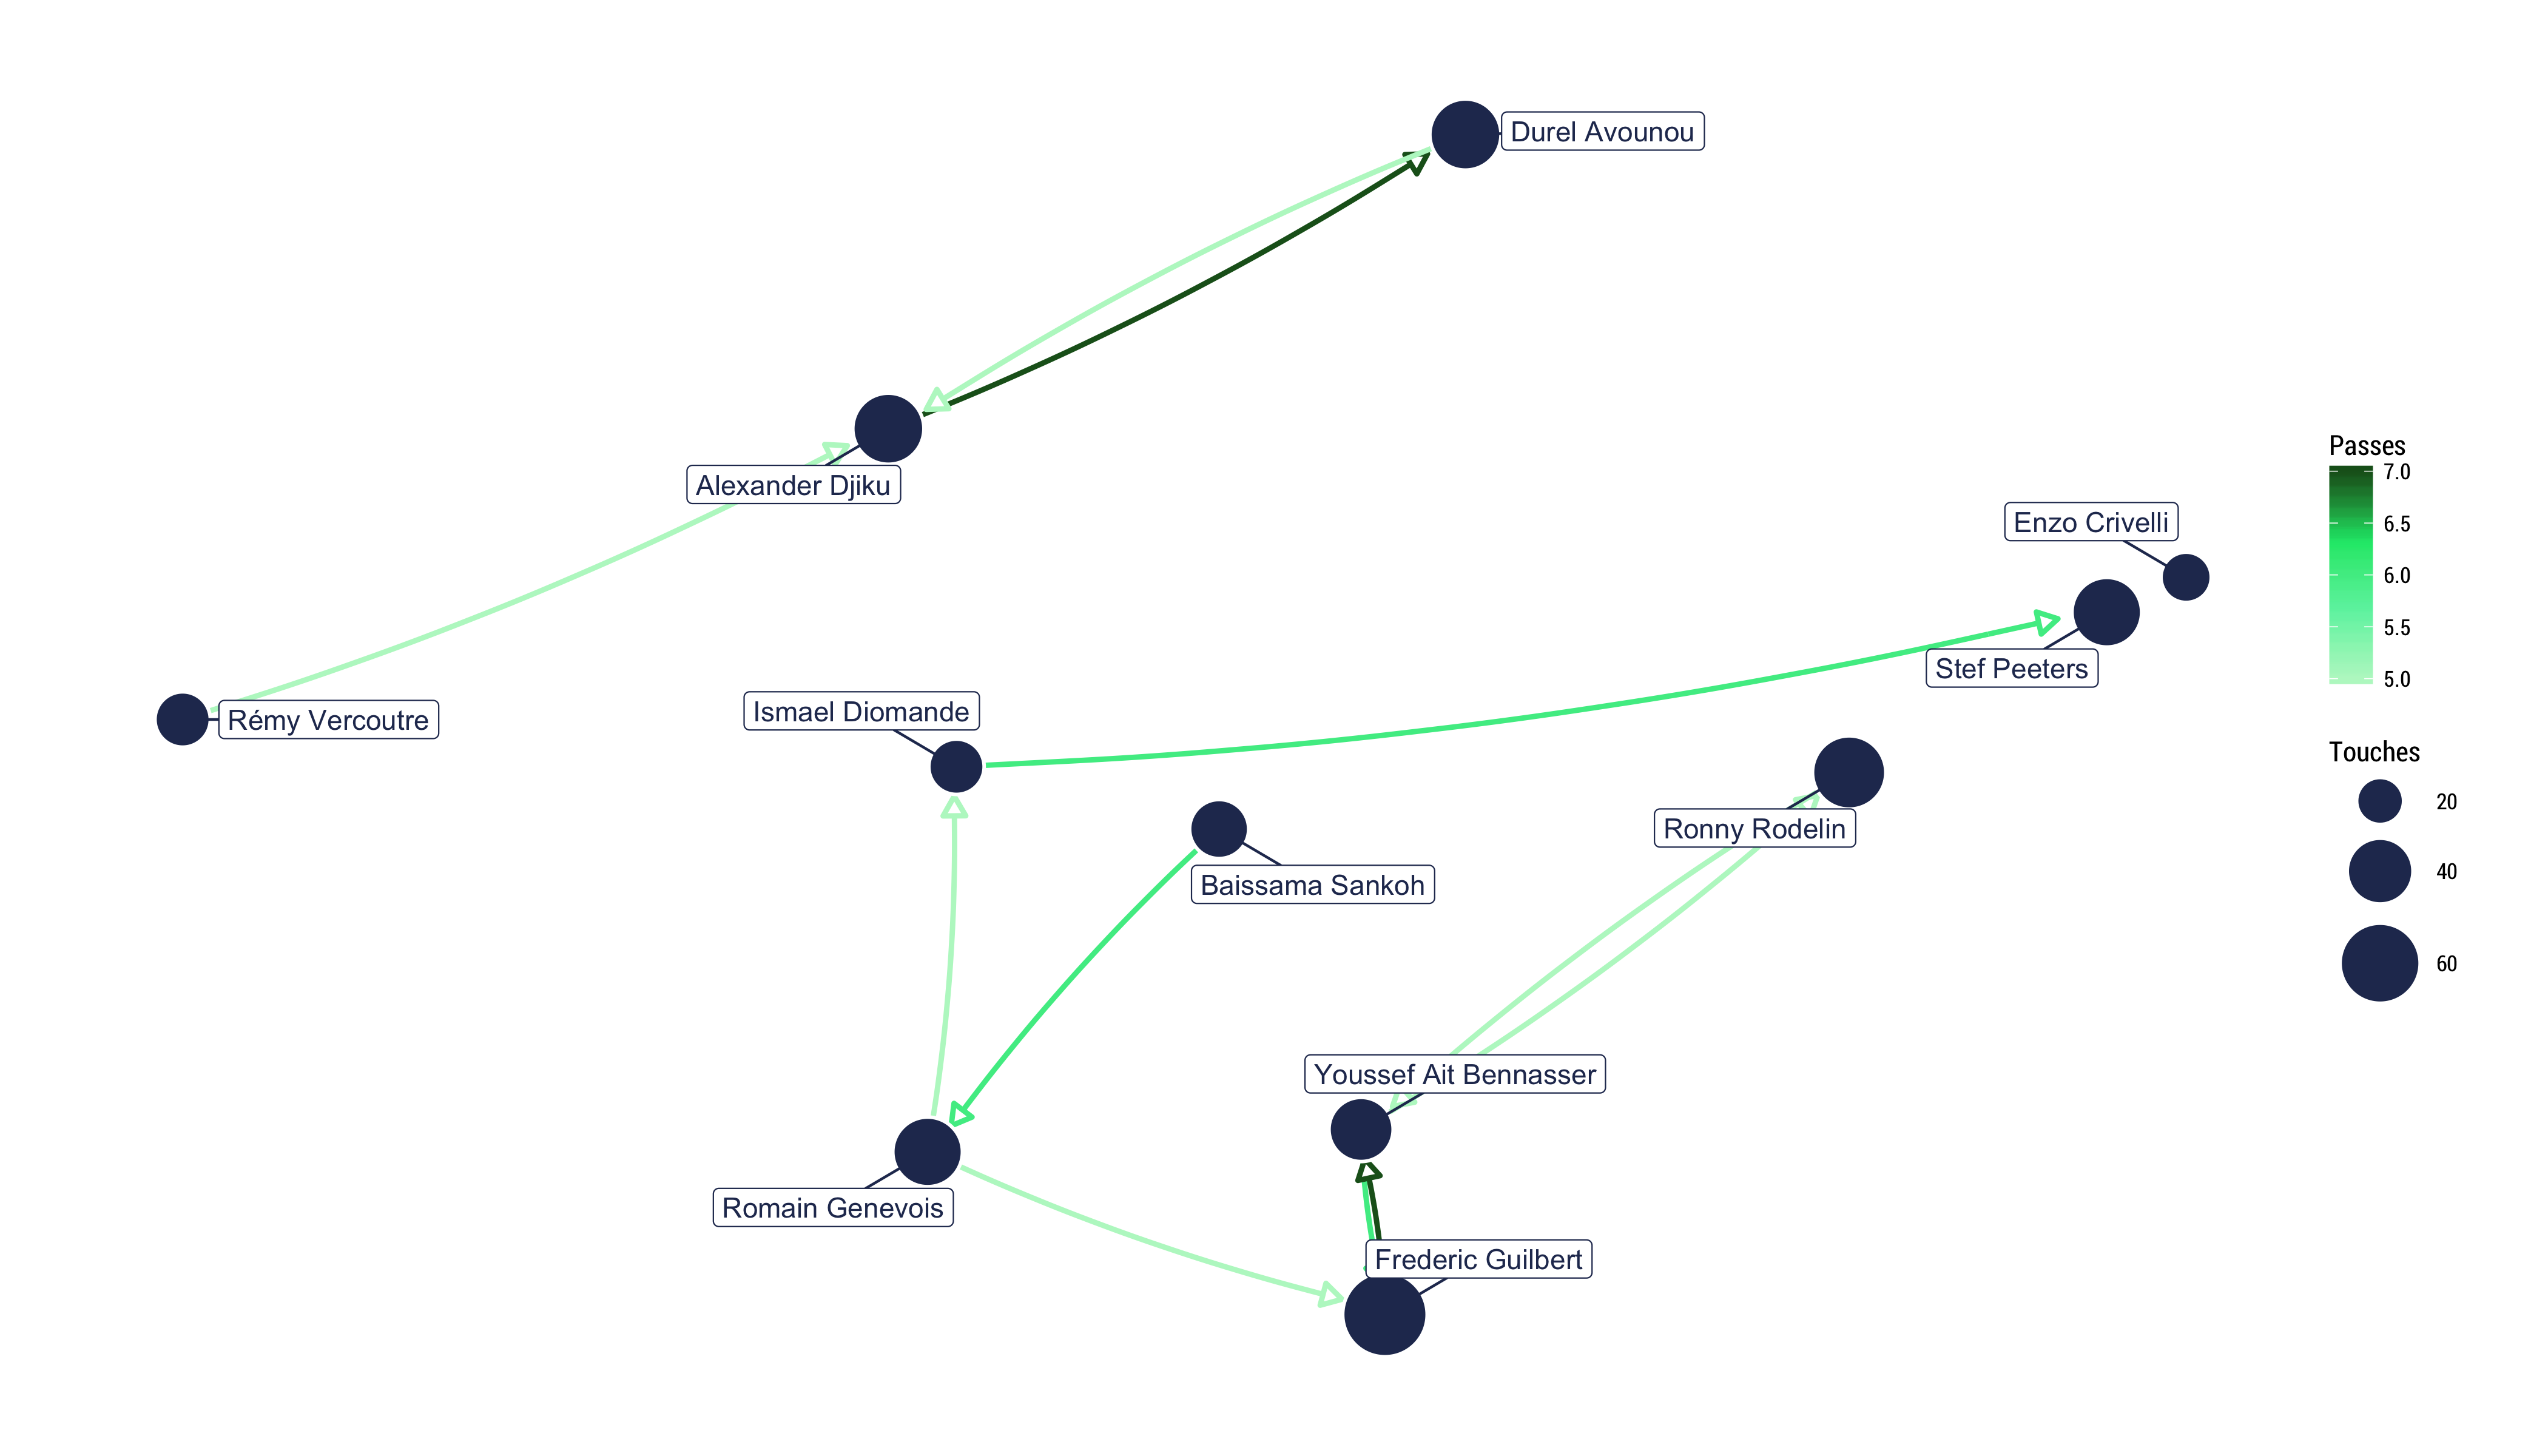 Durel Avounou
Alexander Djiku
Passes
7.0
6.5
6.0
5.5
5.0
Enzo Crivelli
Stef Peeters
Rémy Vercoutre
Ismael Diomande
Ronny Rodelin
Baissama Sankoh
Touches
20
40
60
Youssef Ait Bennasser
Romain Genevois
Frederic Guilbert